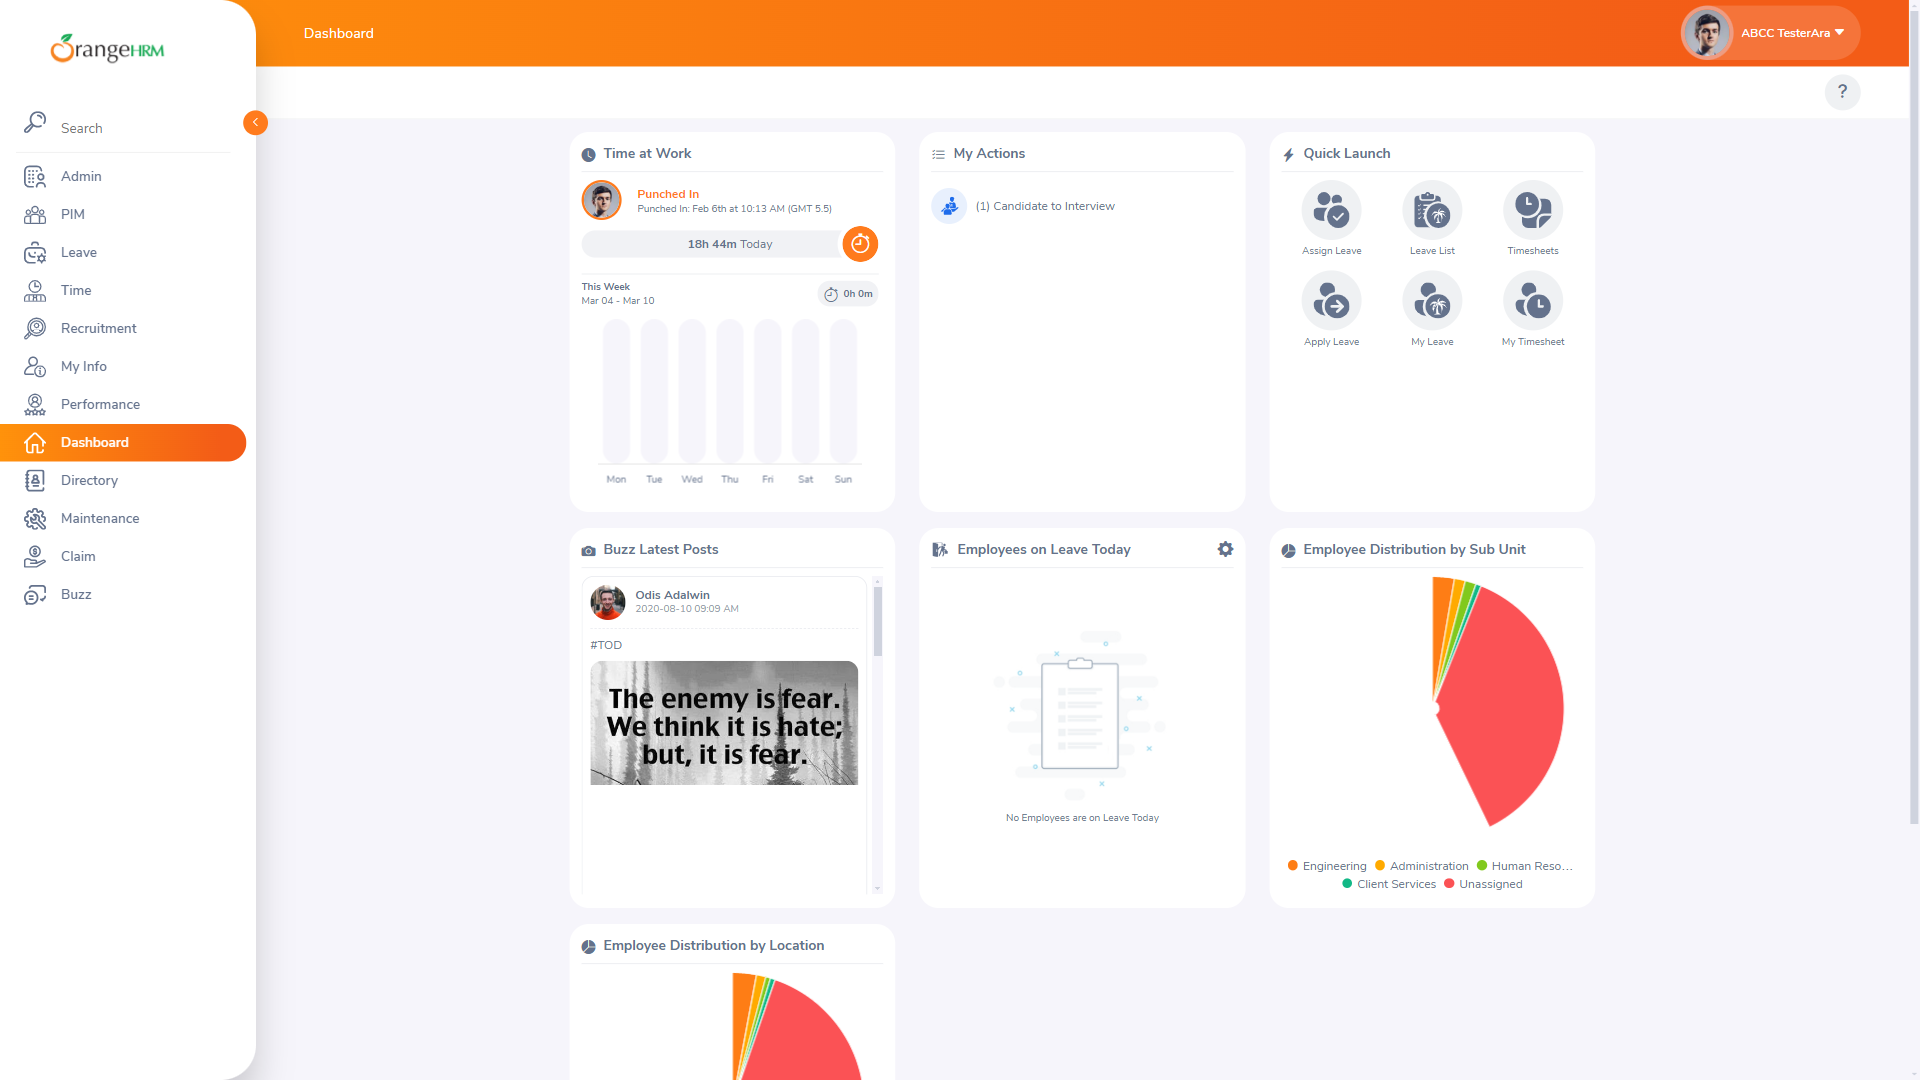 OrangeHRM
Dashboard
ABCC TesterAra
?
Search
Admin
PIM
Leave
Time
Recruitment
My Info
Performance
Dashboard
Directory
Maintenance
Claim
Buzz
Time at Work
Punched In
Punched In: Feb 6th at 10:13 AM (GMT 5.5)
18h 44m Today
This Week
Mar 04 - Mar 10
0h 0m
Mon Tue Wed Thu Fri Sat Sun
My Actions
(1) Candidate to Interview
Quick Launch
Assign Leave Leave List Timesheets
Apply Leave My Leave My Timesheet
Buzz Latest Posts
Odis Adalwin
2020-08-10 09:09 AM
#TOD
The enemy is fear.
We think it is hate;
but, it is fear.
Employees on Leave Today
No Employees are on Leave Today
Employee Distribution by Sub Unit
Engineering Administration Human Reso...
Client Services Unassigned
Employee Distribution by Location